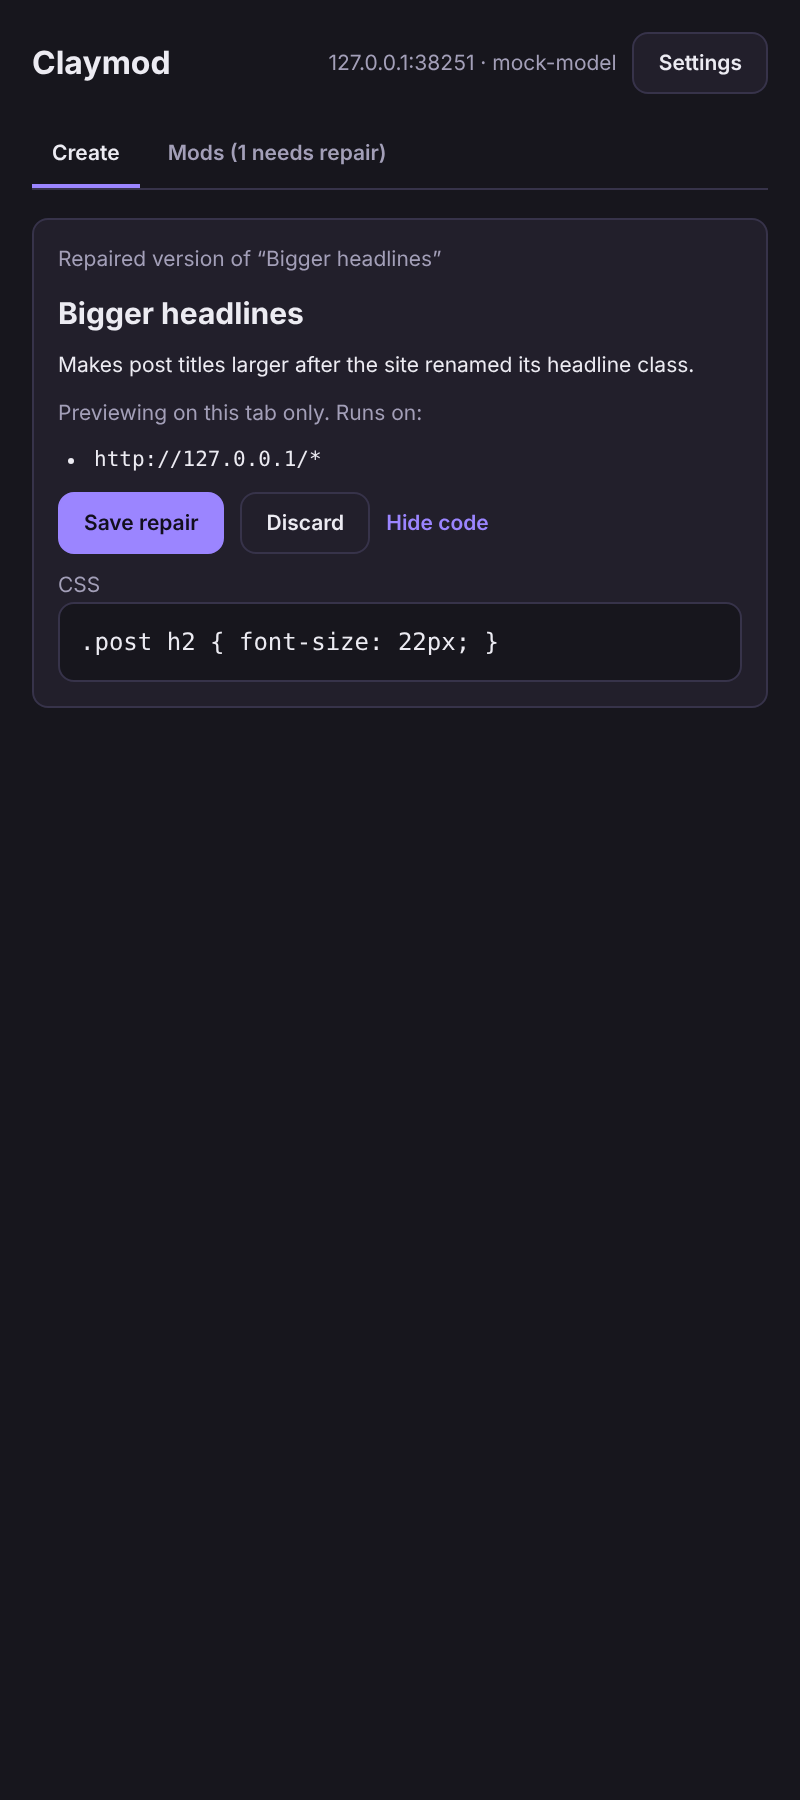 Claymod
127.0.0.1:38251 · mock-model
Settings
Create
Mods (1 needs repair)
Repaired version of “Bigger headlines”
Bigger headlines
Makes post titles larger after the site renamed its headline class.
Previewing on this tab only. Runs on:
• http://127.0.0.1/*
Save repair
Discard
Hide code
CSS
.post h2 { font-size: 22px; }